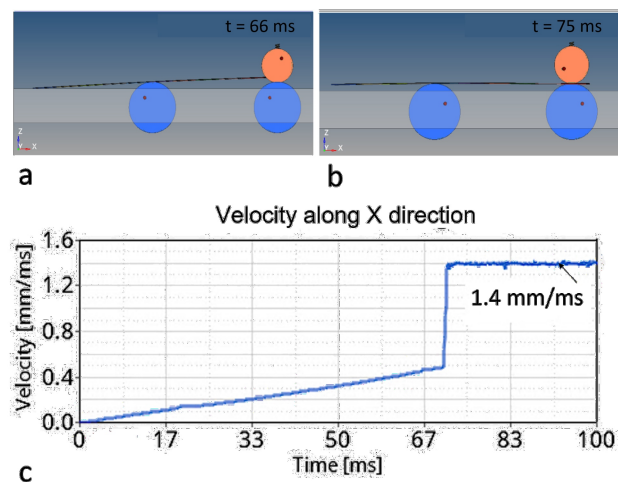 t = 66 ms
t = 75 ms
Z
Y X
Z
Y X
a
b
Velocity along X direction
Velocity [mm/ms]
1.6
1.2
0.8
0.4
0.0
1.4 mm/ms
0 17 33 50 67 83 100
Time [ms]
c